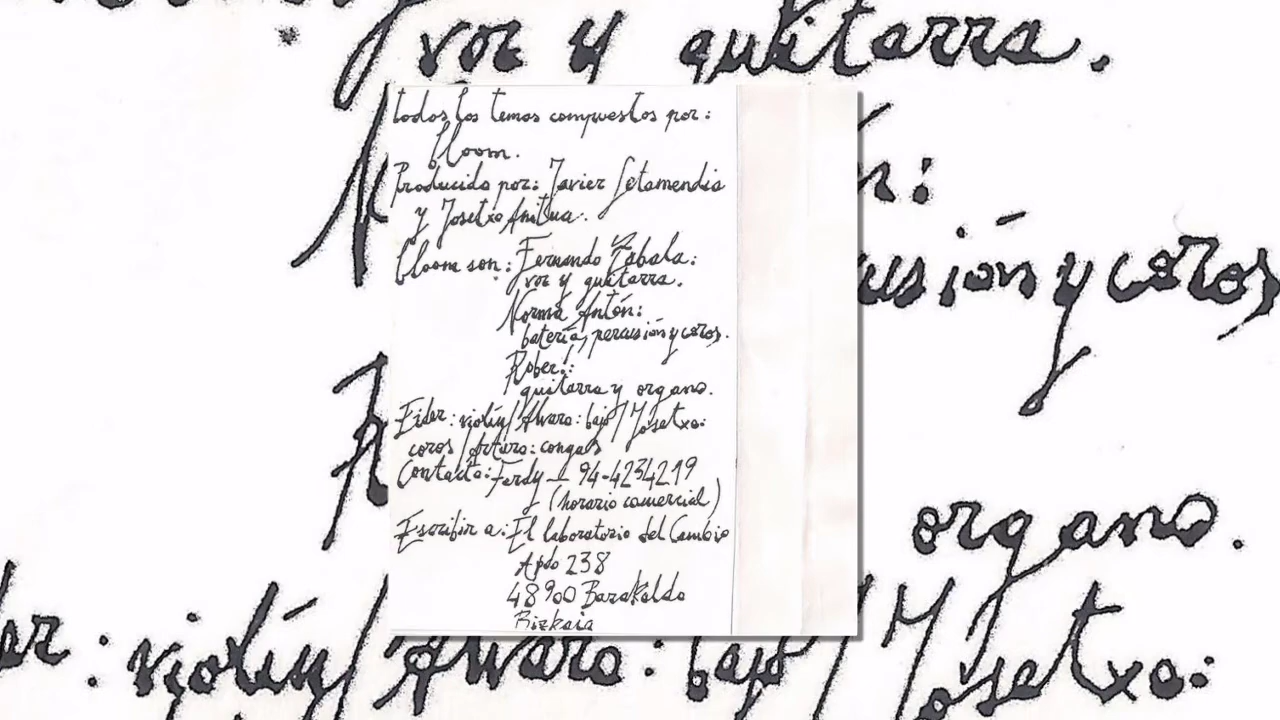 todos los temas compuestos por:
bloom.
Producido por: Javier Letamendia
y Josetxo Anitua.
bloom son: Fernando Zabala:
voz y guitarra.
Norma Antón:
batería, percusión y coros.
Rober!:
guitarra y organo.
Eider: violín/Alvaro: bajo/Josetxo:
coros/Arturo: congas
Contacto: Ferdy 94-4234219
(horario comercial)
Escribir a: El laboratorio del Cambio
Apdo 238
48900 Barakaldo
Bizkaia